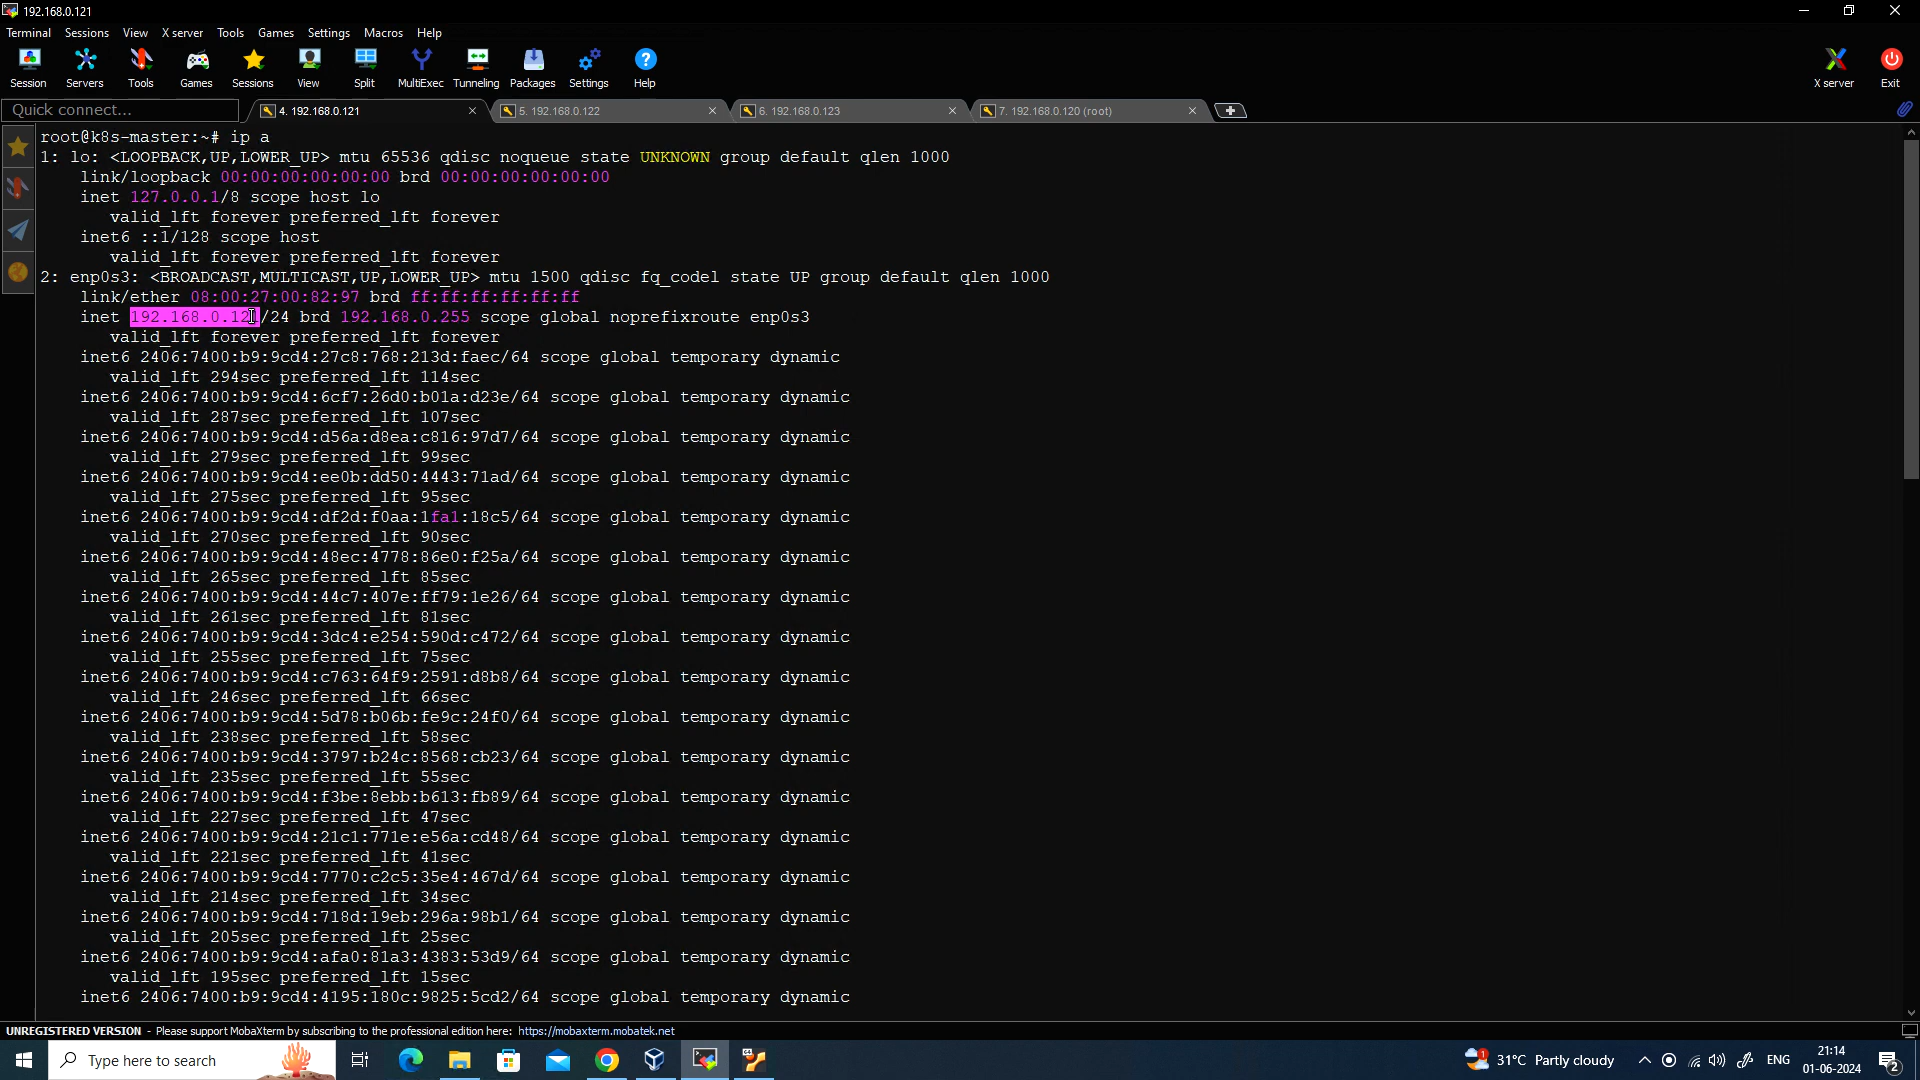 192.168.0.121
Terminal Sessions View X server Tools Games Settings Macros Help
Session Servers Tools Games Sessions View Split MultiExec Tunneling Packages Settings Help X server Exit
Quick connect... 4. 192.168.0.121 5. 192.168.0.122 6. 192.168.0.123 7. 192.168.0.120 (root)
root@k8s-master:~# ip a
1: lo: <LOOPBACK,UP,LOWER_UP> mtu 65536 qdisc noqueue state UNKNOWN group default qlen 1000
link/loopback 00:00:00:00:00:00 brd 00:00:00:00:00:00
inet 127.0.0.1/8 scope host lo
valid_lft forever preferred_lft forever
inet6 ::1/128 scope host
valid_lft forever preferred_lft forever
2: enp0s3: <BROADCAST,MULTICAST,UP,LOWER_UP> mtu 1500 qdisc fq_codel state UP group default qlen 1000
link/ether 08:00:27:00:82:97 brd ff:ff:ff:ff:ff:ff
inet 192.168.0.121/24 brd 192.168.0.255 scope global noprefixroute enp0s3
valid_lft forever preferred_lft forever
inet6 2406:7400:b9:9cd4:27c8:768:213d:faec/64 scope global temporary dynamic
valid_lft 294sec preferred_lft 114sec
inet6 2406:7400:b9:9cd4:6cf7:26d0:b01a:d23e/64 scope global temporary dynamic
valid_lft 287sec preferred_lft 107sec
inet6 2406:7400:b9:9cd4:d56a:d8ea:c816:97d7/64 scope global temporary dynamic
valid_lft 279sec preferred_lft 99sec
inet6 2406:7400:b9:9cd4:ee0b:dd50:4443:71ad/64 scope global temporary dynamic
valid_lft 275sec preferred_lft 95sec
inet6 2406:7400:b9:9cd4:df2d:f0aa:1fa1:18c5/64 scope global temporary dynamic
valid_lft 270sec preferred_lft 90sec
inet6 2406:7400:b9:9cd4:48ec:4778:86e0:f25a/64 scope global temporary dynamic
valid_lft 265sec preferred_lft 85sec
inet6 2406:7400:b9:9cd4:44c7:407e:ff79:1e26/64 scope global temporary dynamic
valid_lft 261sec preferred_lft 81sec
inet6 2406:7400:b9:9cd4:3dc4:e254:590d:c472/64 scope global temporary dynamic
valid_lft 255sec preferred_lft 75sec
inet6 2406:7400:b9:9cd4:c763:64f9:2591:d8b8/64 scope global temporary dynamic
valid_lft 246sec preferred_lft 66sec
inet6 2406:7400:b9:9cd4:5d78:b06b:fe9c:24f0/64 scope global temporary dynamic
valid_lft 238sec preferred_lft 58sec
inet6 2406:7400:b9:9cd4:3797:b24c:8568:cb23/64 scope global temporary dynamic
valid_lft 235sec preferred_lft 55sec
inet6 2406:7400:b9:9cd4:f3be:8ebb:b613:fb89/64 scope global temporary dynamic
valid_lft 227sec preferred_lft 47sec
inet6 2406:7400:b9:9cd4:21c1:771e:e56a:cd48/64 scope global temporary dynamic
valid_lft 221sec preferred_lft 41sec
inet6 2406:7400:b9:9cd4:7770:c2c5:35e4:467d/64 scope global temporary dynamic
valid_lft 214sec preferred_lft 34sec
inet6 2406:7400:b9:9cd4:718d:19eb:296a:98b1/64 scope global temporary dynamic
valid_lft 205sec preferred_lft 25sec
inet6 2406:7400:b9:9cd4:afa0:81a3:4383:53d9/64 scope global temporary dynamic
valid_lft 195sec preferred_lft 15sec
inet6 2406:7400:b9:9cd4:4195:180c:9825:5cd2/64 scope global temporary dynamic
UNREGISTERED VERSION - Please support MobaXterm by subscribing to the professional edition here: https://mobaxterm.mobatek.net
Type here to search 1 31°C Partly cloudy ENG 21:14
01-06-2024 2